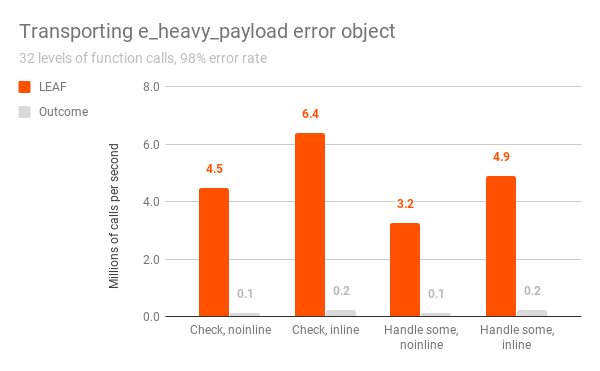 Transporting e_heavy_payload error object
32 levels of function calls, 98% error rate
LEAF
Outcome
Millions of calls per second
8.0
6.0
4.0
2.0
0.0
4.5
0.1
6.4
0.2
3.2
0.1
4.9
0.2
Check, noinline
Check, inline
Handle some,
noinline
Handle some,
inline